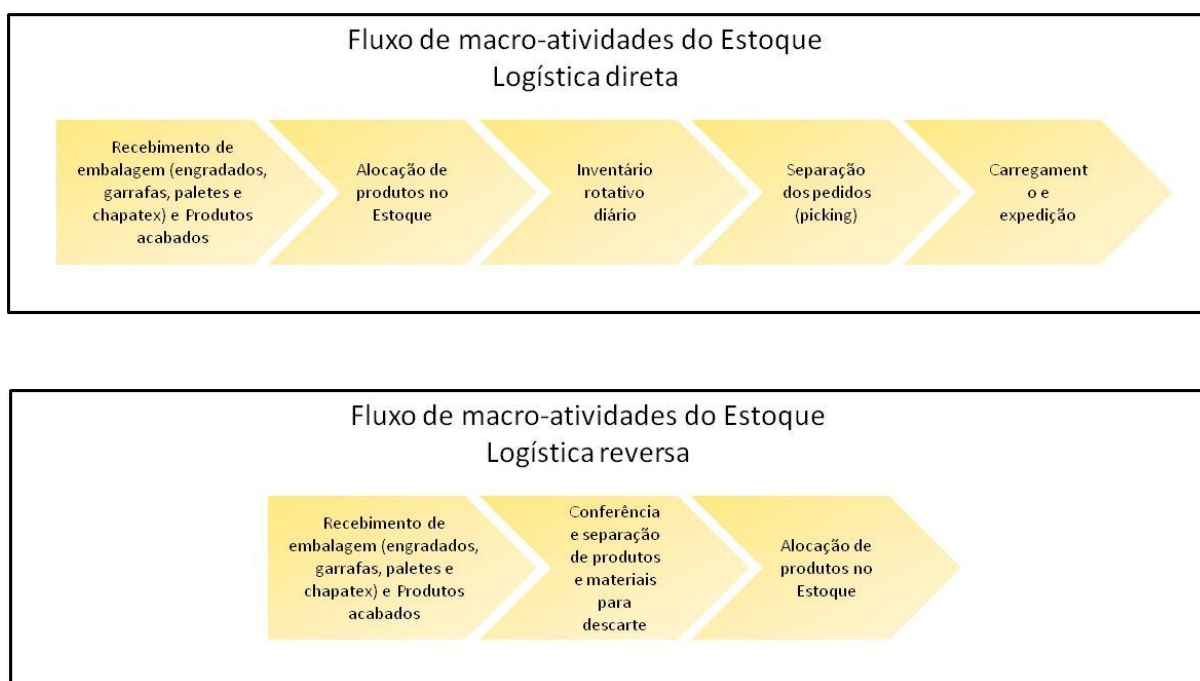 Fluxo de macro-atividades do Estoque
Logística direta
Recebimento de
embalagem (engradados,
garrafas, paletes e
chapatex) e Produtos
acabados
Alocação de
produtos no
Estoque
Inventário
rotativo
diário
Separação
dos pedidos
(picking)
Carregament
o e
expedição
Fluxo de macro-atividades do Estoque
Logística reversa
Recebimento de
embalagem (engradados,
garrafas, paletes e
chapatex) e Produtos
acabados
Conferência
e separação
de produtos
e materiais
para
descarte
Alocação de
produtos no
Estoque